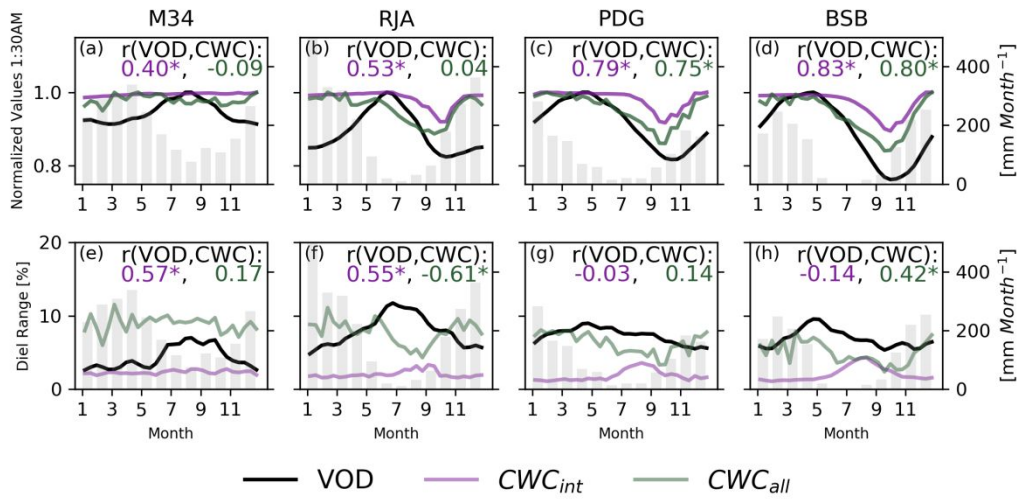 M34 RJA PDG BSB
(a) r(VOD,CWC): (b) r(VOD,CWC): (c) r(VOD,CWC): (d) r(VOD,CWC):
0.40*, -0.09 0.53*, 0.04 0.79*, 0.75* 0.83*, 0.80*
Normalized Values 1:30AM
1.0
0.8
400
200
0
[mm Month⁻¹]
1 3 5 7 9 11 1 3 5 7 9 11 1 3 5 7 9 11 1 3 5 7 9 11
(e) r(VOD,CWC): (f) r(VOD,CWC): (g) r(VOD,CWC): (h) r(VOD,CWC):
0.57*, 0.17 0.55*, -0.61* -0.03, 0.14 -0.14, 0.42*
Diel Range [%]
20
10
0
400
200
0
[mm Month⁻¹]
1 3 5 7 9 11 1 3 5 7 9 11 1 3 5 7 9 11 1 3 5 7 9 11
Month Month Month Month
VOD CWCint CWCall